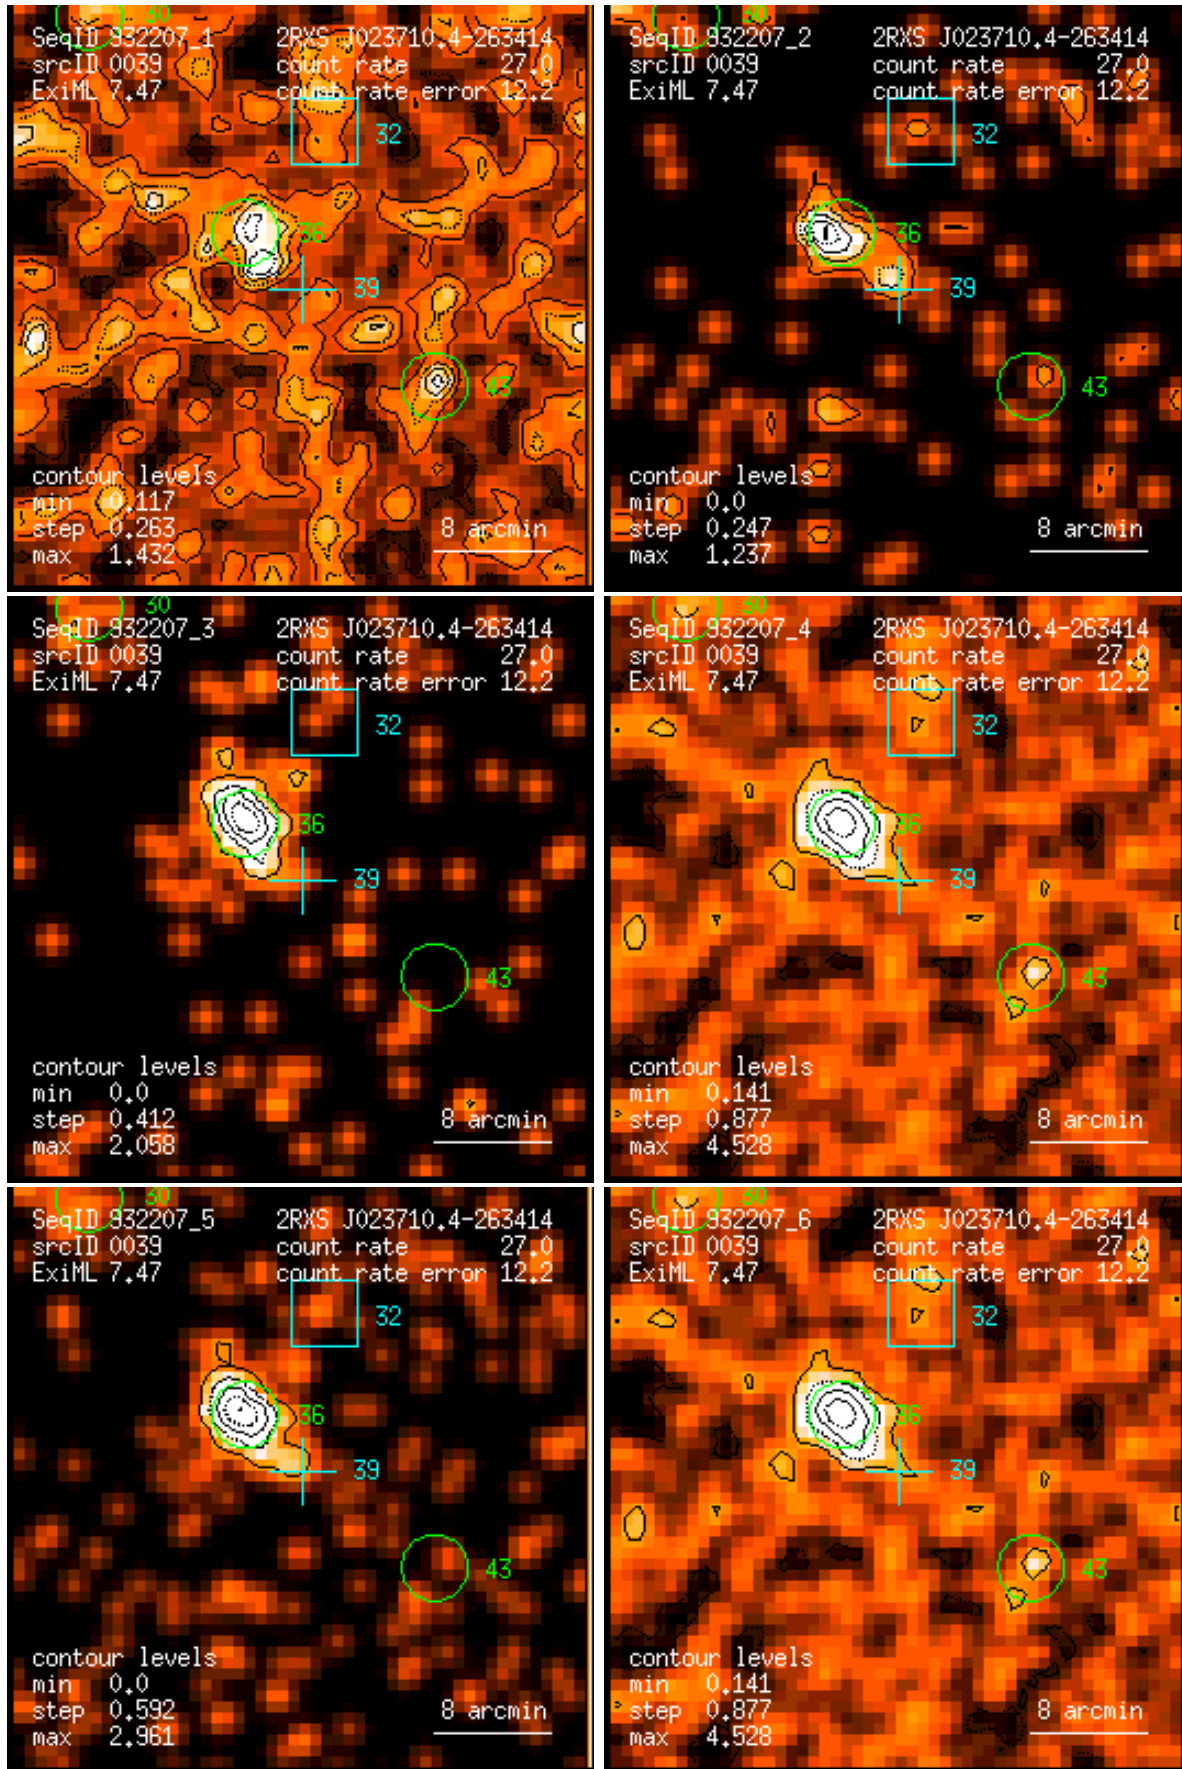 30
SeqID 932207_1 2RXS J023710.4-263414
srcID 0039 count rate 27.0
ExiML 7.47 count rate error 12.2
32
36
39
43
contour levels
min 0.117
step 0.263 8 arcmin
max 1.432
30
SeqID 932207_2 2RXS J023710.4-263414
srcID 0039 count rate 27.0
ExiML 7.47 count rate error 12.2
32
36
39
43
contour levels
min 0.0
step 0.247 8 arcmin
max 1.237
30
SeqID 932207_3 2RXS J023710.4-263414
srcID 0039 count rate 27.0
ExiML 7.47 count rate error 12.2
32
36
39
43
contour levels
min 0.0
step 0.412 8 arcmin
max 2.058
30
SeqID 932207_4 2RXS J023710.4-263414
srcID 0039 count rate 27.0
ExiML 7.47 count rate error 12.2
32
36
39
43
contour levels
min 0.141
step 0.877 8 arcmin
max 4.528
30
SeqID 932207_5 2RXS J023710.4-263414
srcID 0039 count rate 27.0
ExiML 7.47 count rate error 12.2
32
36
39
43
contour levels
min 0.0
step 0.592 8 arcmin
max 2.961
30
SeqID 932207_6 2RXS J023710.4-263414
srcID 0039 count rate 27.0
ExiML 7.47 count rate error 12.2
32
36
39
43
contour levels
min 0.141
step 0.877 8 arcmin
max 4.528